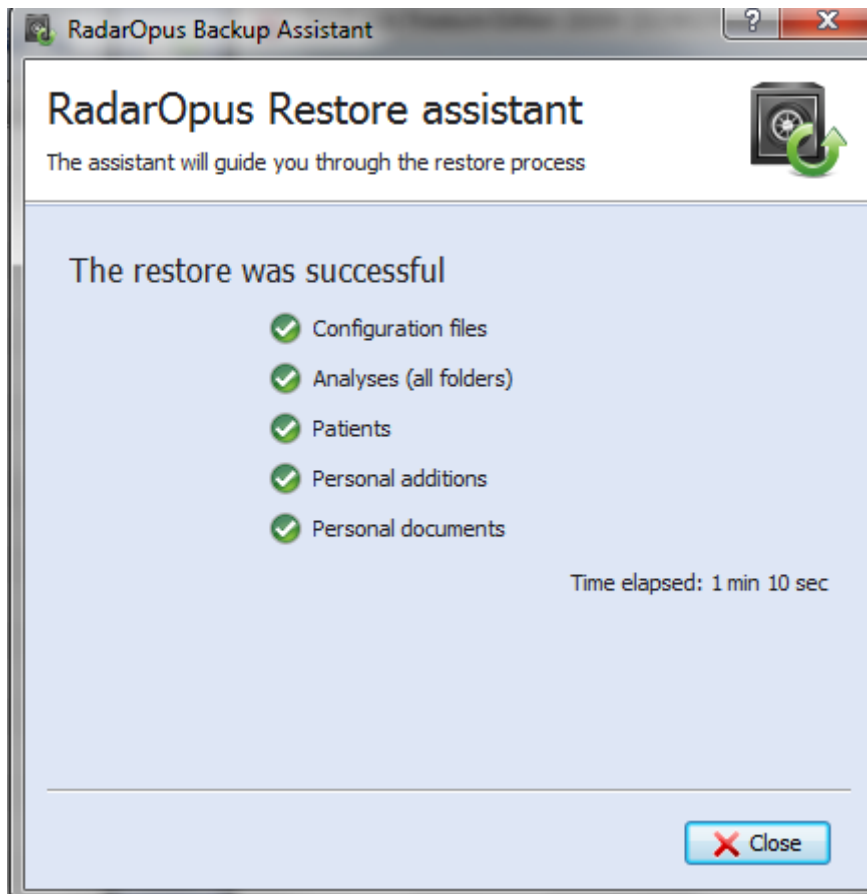 RadarOpus Backup Assistant
RadarOpus Restore assistant
The assistant will guide you through the restore process
The restore was successful
Configuration files
Analyses (all folders)
Patients
Personal additions
Personal documents
Time elapsed: 1 min 10 sec
Close